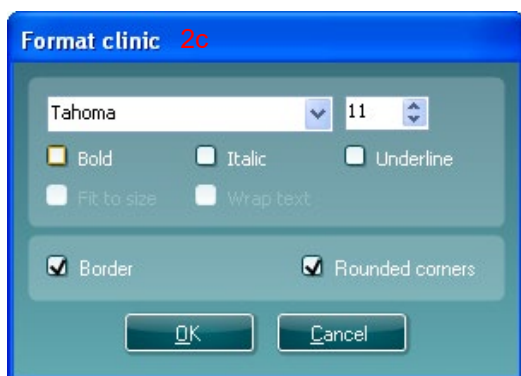 Format clinic 2c
Tahoma 11
Bold Italic Underline
Fit to size Wrap text
Border Rounded corners
OK Cancel